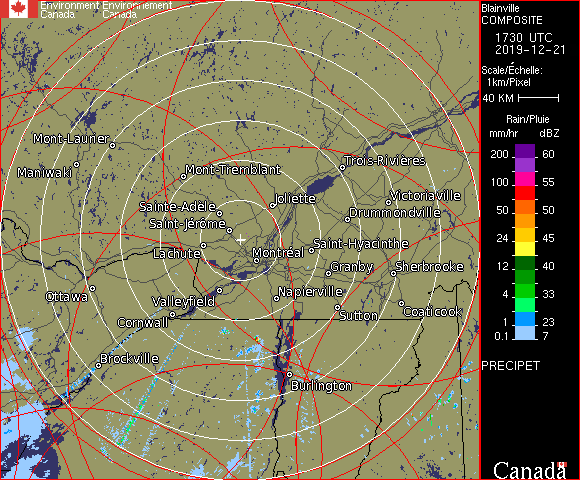 Environment Environnement
Canada Canada
Blainville
COMPOSITE
1730 UTC
2019-12-21
Scale/Échelle:
1km/Pixel
40 KM
Rain/Pluie
mm/hr dBZ
200 60
100 55
50 50
50 45
24 40
12 40
4 33
1 23
0.1 7
PRECIPET
Canada
Mont-Laurier
Maniwaki
Mont-Tremblant
Trois-Rivières
Joliette
Victoriaville
Sainte-Adèle
Drummondville
Saint-Jérôme
Saint-Hyacinthe
Lachute
Montréal
Granby
Sherbrooke
Ottawa
Valleyfield
Napierville
Cornwall
Sutton
Coaticook
Brockville
Burlington